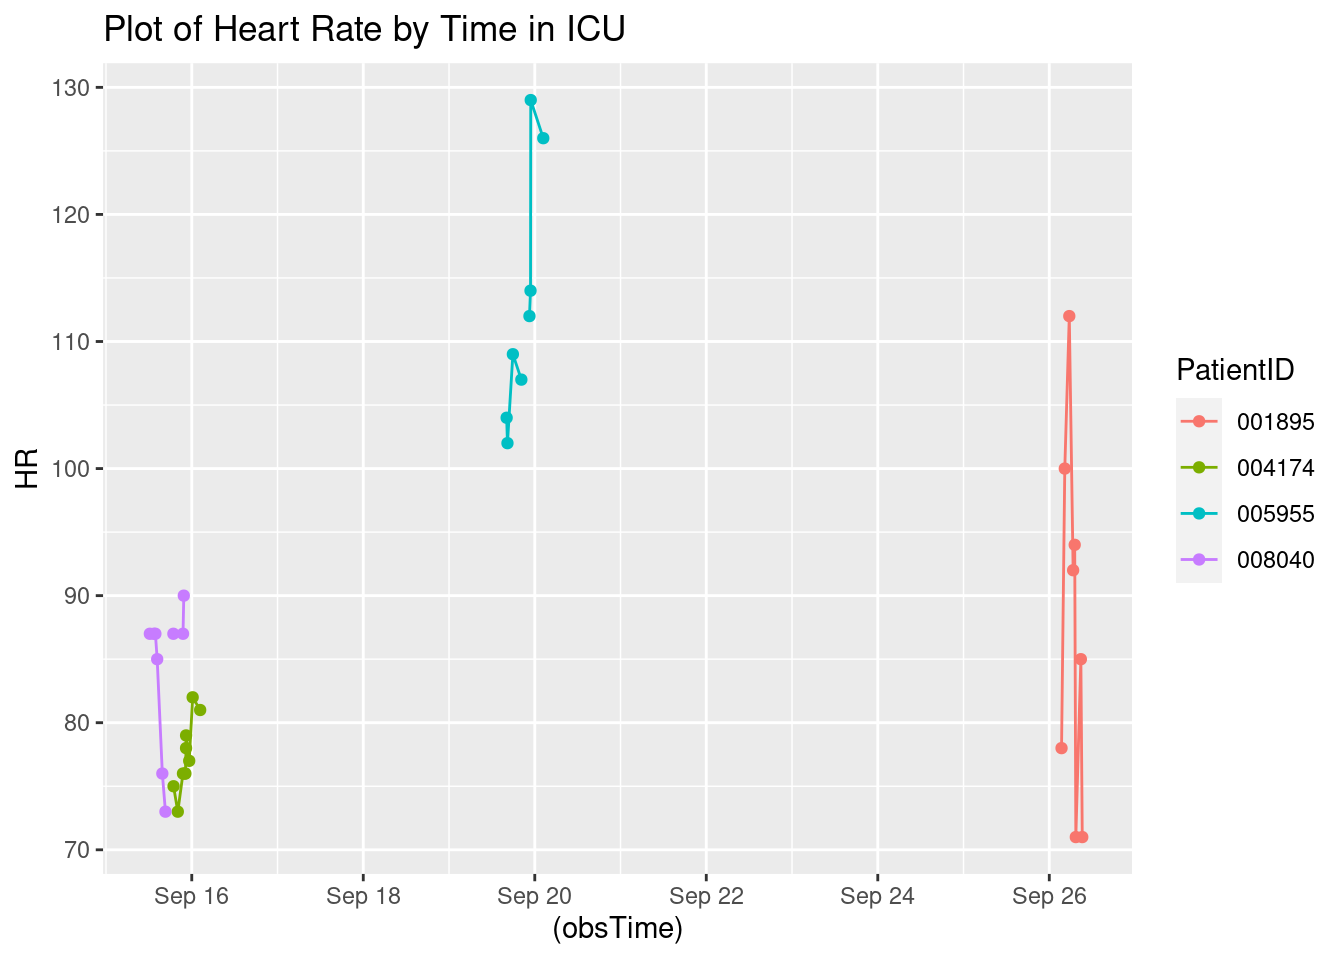 Plot of Heart Rate by Time in ICU
130
120
110
100
90
80
70
HR
Sep 16 Sep 18 Sep 20 Sep 22 Sep 24 Sep 26
(obsTime)
PatientID
001895
004174
005955
008040